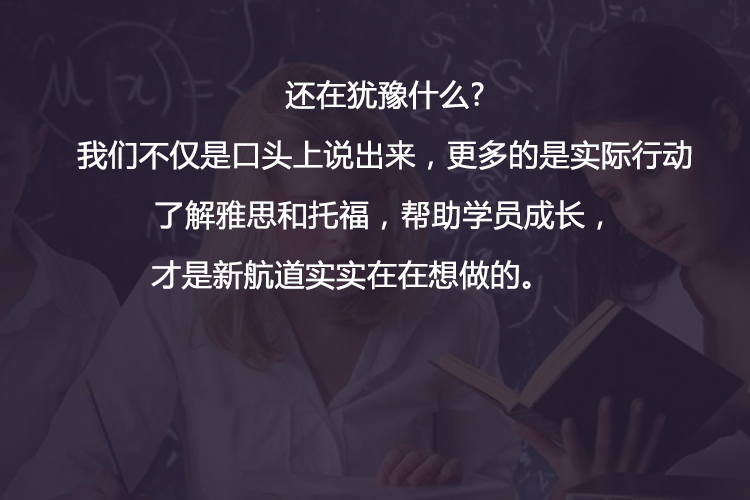 还在犹豫什么？
我们不仅是口头上说出来，更多的是实际行动
了解雅思和托福，帮助学员成长，
才是新航道实实在在想做的。